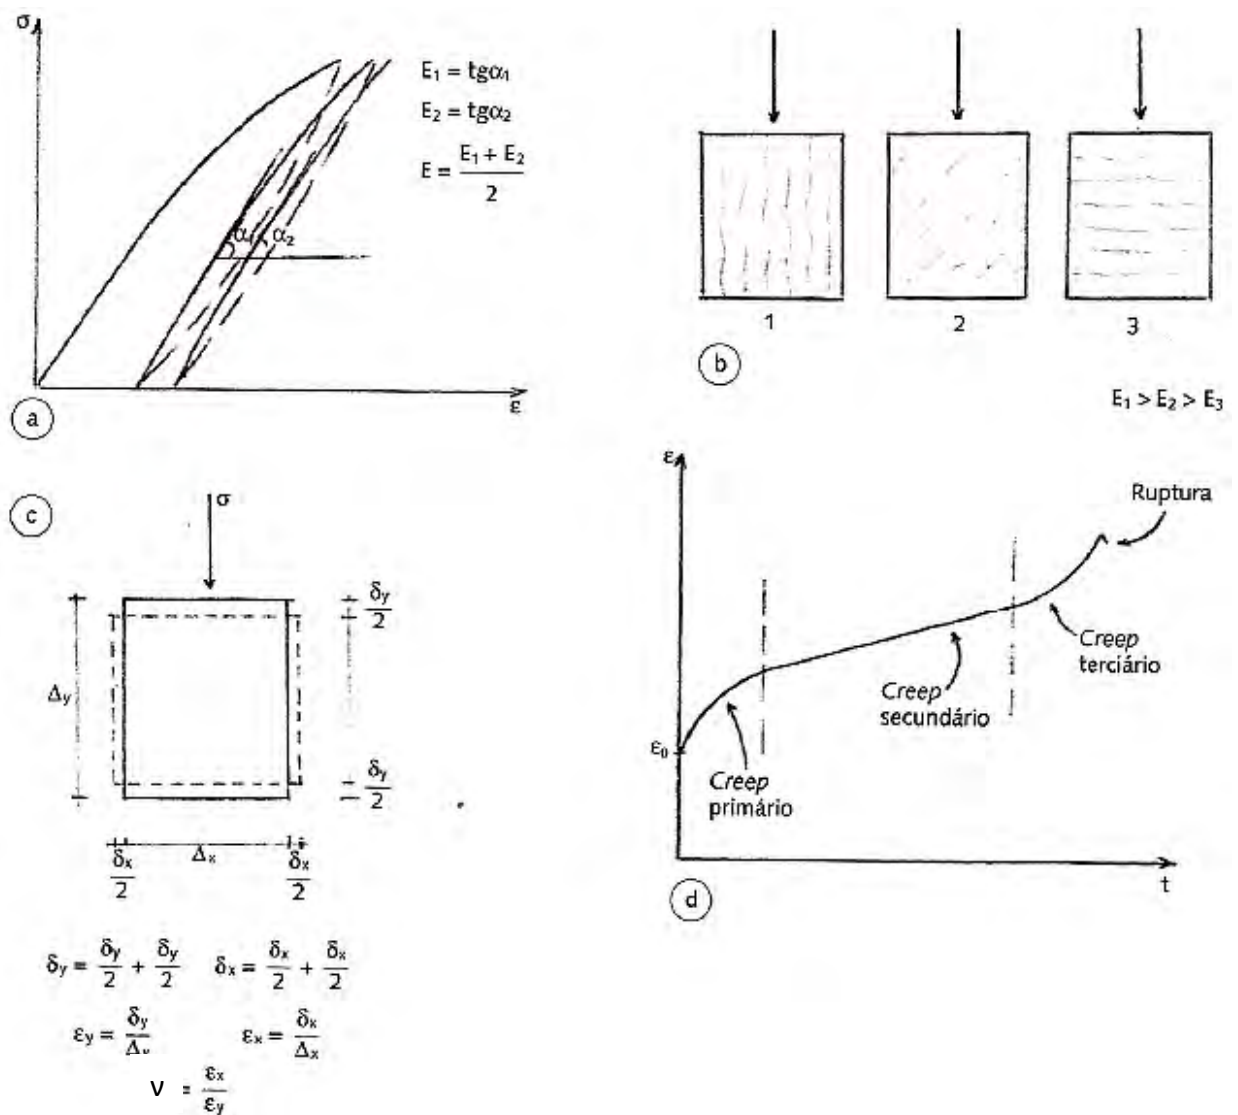 σ
E₁ = tgα₁
E₂ = tgα₂
E = (E₁ + E₂)/2
α₁ α₂
ε
a
1 2 3
b
E₁ > E₂ > E₃
c
σ
δy/2
Δy
δy/2
δx/2 Δx δx/2
δy = δy/2 + δy/2 δx = δx/2 + δx/2
εy = δy/Δ εx = δx/Δx
ν = εx/εy
ε
Ruptura
Creep
terciário
Creep
secundário
ε₀
Creep
primário
t
d